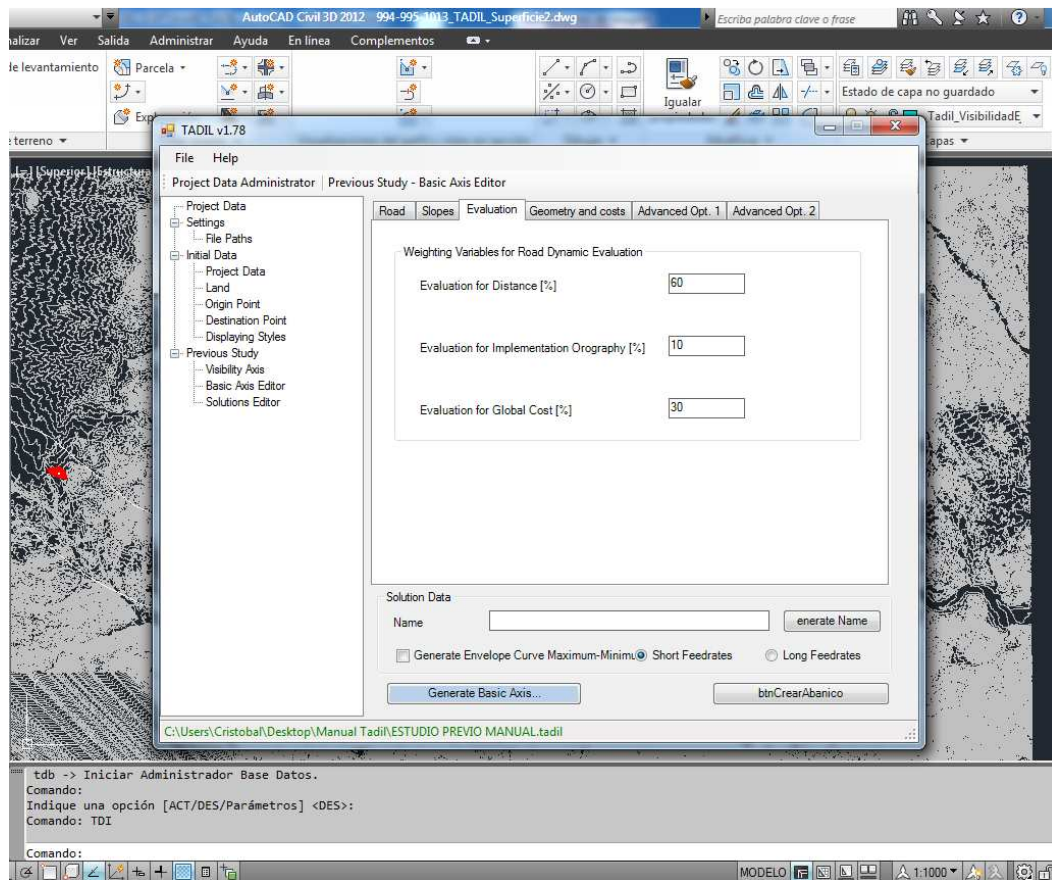 AutoCAD Civil 3D 2012 994-995-1013_TADIL_Superficie2.dwg
Escriba palabra clave o frase
nalizar Ver Salida Administrar Ayuda En línea Complementos
de levantamiento
Parcela
Igualar
Estado de capa no guardado
Tadil_VisibilidadE
terreno
apas
[-] [Superior] [Estructura
TADIL v1.78
File Help
Project Data Administrator Previous Study - Basic Axis Editor
Project Data
Settings
File Paths
Initial Data
Project Data
Land
Origin Point
Destination Point
Displaying Styles
Previous Study
Visibility Axis
Basic Axis Editor
Solutions Editor
Road Slopes Evaluation Geometry and costs Advanced Opt. 1 Advanced Opt. 2
Weighting Variables for Road Dynamic Evaluation
Evaluation for Distance [%] 60
Evaluation for Implementation Orography [%] 10
Evaluation for Global Cost [%] 30
Solution Data
Name
enerate Name
Generate Envelope Curve Maximum-Minimu Short Feedrates Long Feedrates
Generate Basic Axis... btnCrearAbanico
C:\Users\Cristobal\Desktop\Manual Tadil\ESTUDIO PREVIO MANUAL.tadil
tdb -> Iniciar Administrador Base Datos.
Comando:
Indique una opción [ACT/DES/Parámetros] <DES>:
Comando: TDI
Comando:
MODELO 1:1000